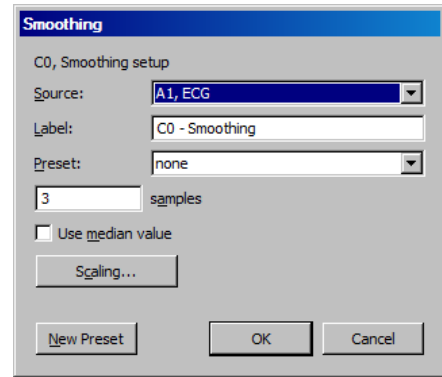 Smoothing
C0, Smoothing setup
Source: A1, ECG
Label: C0 - Smoothing
Preset: none
3 samples
Use median value
Scaling...
New Preset OK Cancel